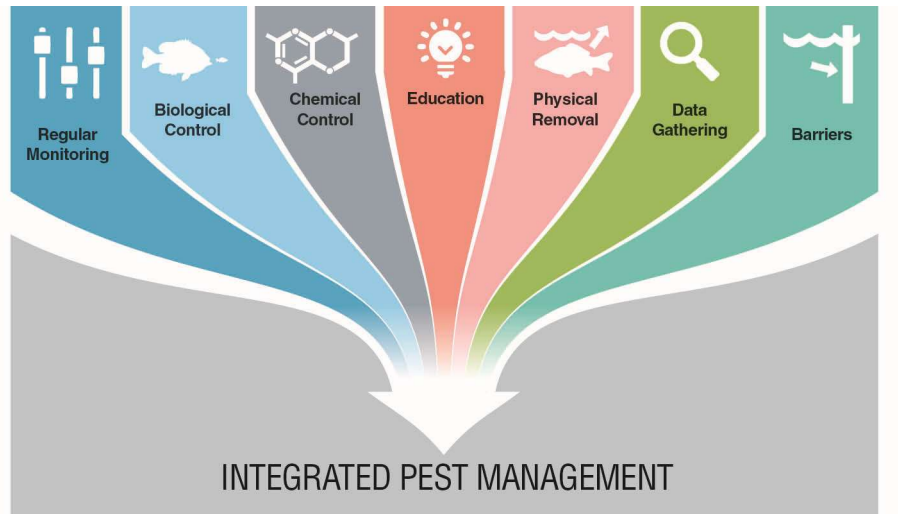 Regular
Monitoring
Biological
Control
Chemical
Control
Education
Physical
Removal
Data
Gathering
Barriers
INTEGRATED PEST MANAGEMENT